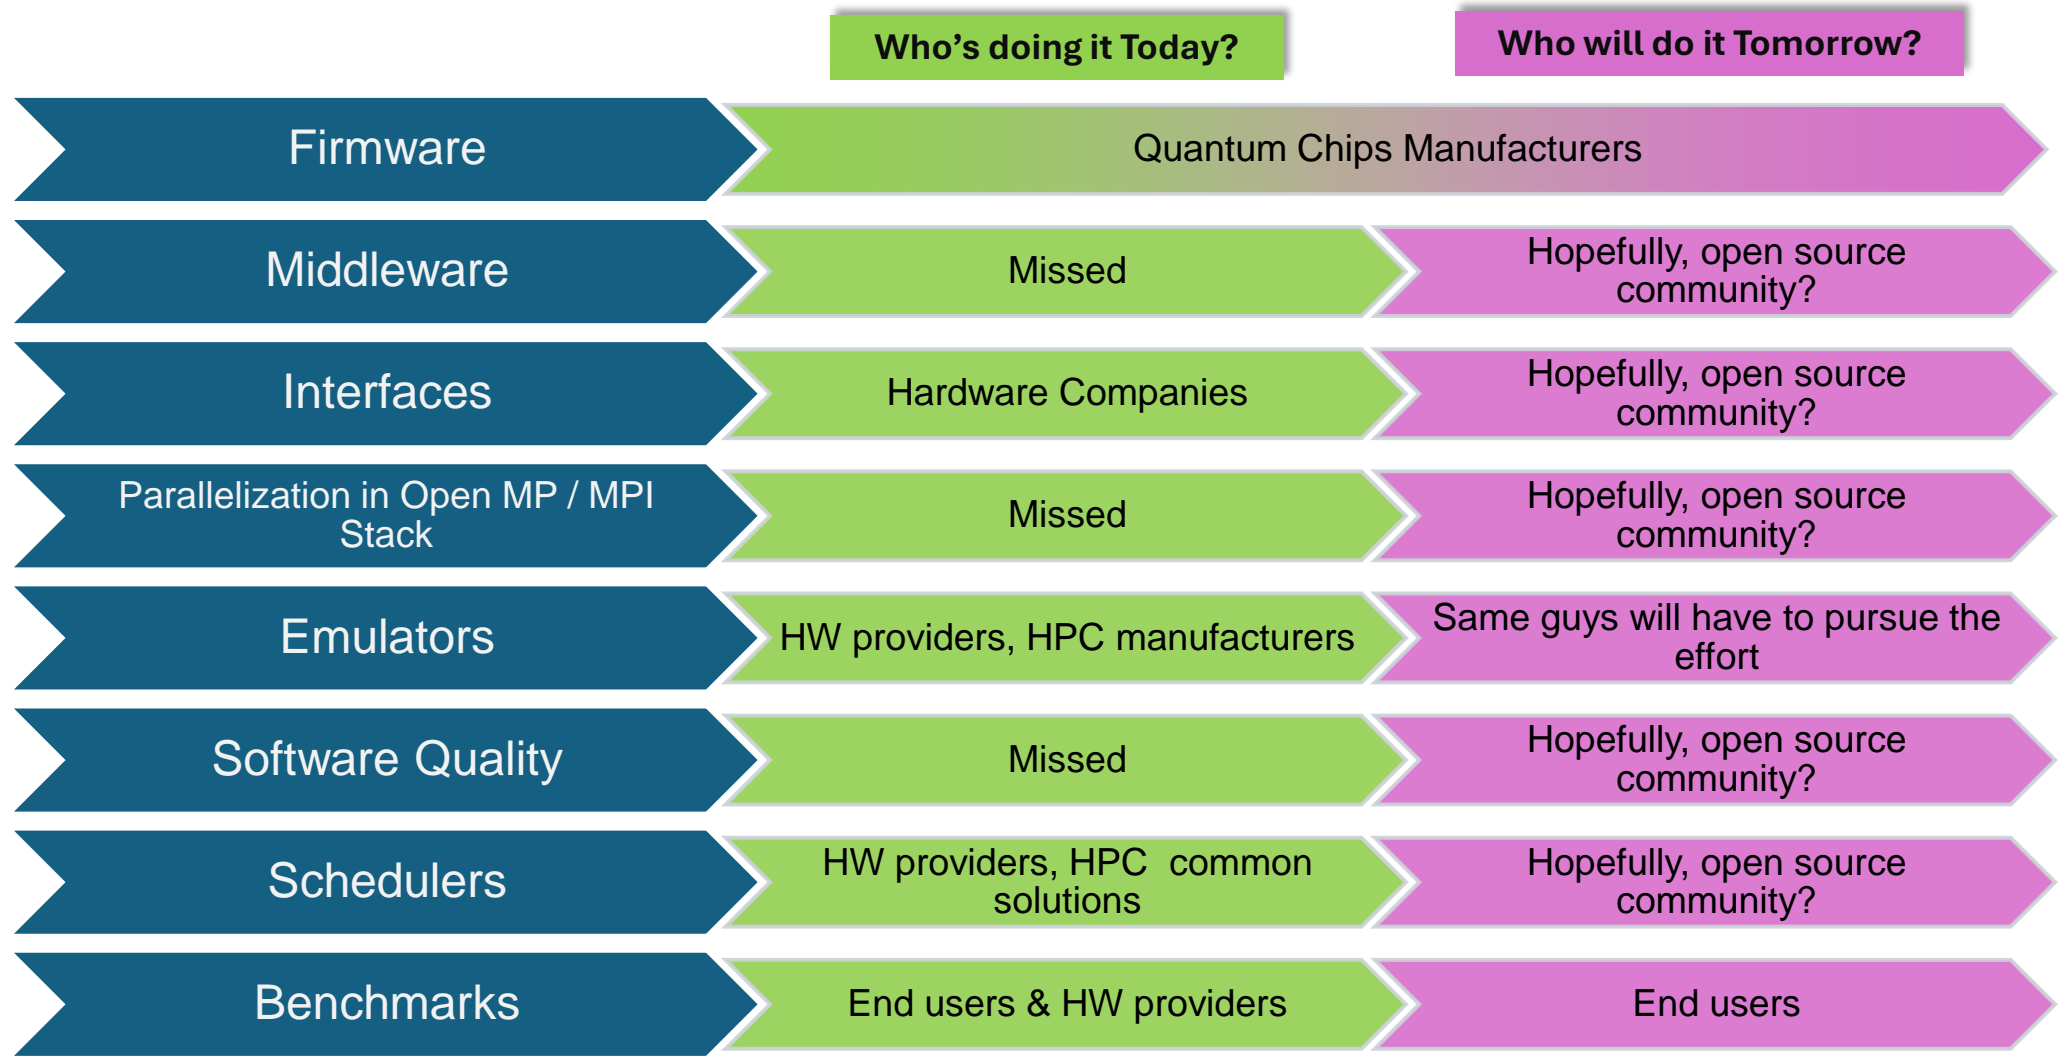 Who's doing it Today?
Who will do it Tomorrow?
Firmware
Quantum Chips Manufacturers
Middleware
Missed
Hopefully, open source
community?
Interfaces
Hardware Companies
Hopefully, open source
community?
Parallelization in Open MP / MPI
Stack
Missed
Hopefully, open source
community?
Emulators
HW providers, HPC manufacturers
Same guys will have to pursue the
effort
Software Quality
Missed
Hopefully, open source
community?
Schedulers
HW providers, HPC  common
solutions
Hopefully, open source
community?
Benchmarks
End users & HW providers
End users